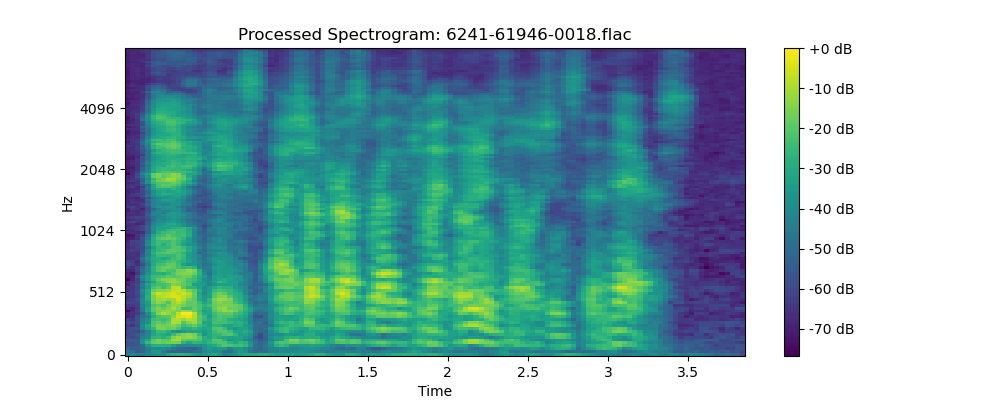 Processed Spectrogram: 6241-61946-0018.flac
Hz
4096
2048
1024
512
0
0 0.5 1 1.5 2 2.5 3 3.5
Time
+0 dB
-10 dB
-20 dB
-30 dB
-40 dB
-50 dB
-60 dB
-70 dB